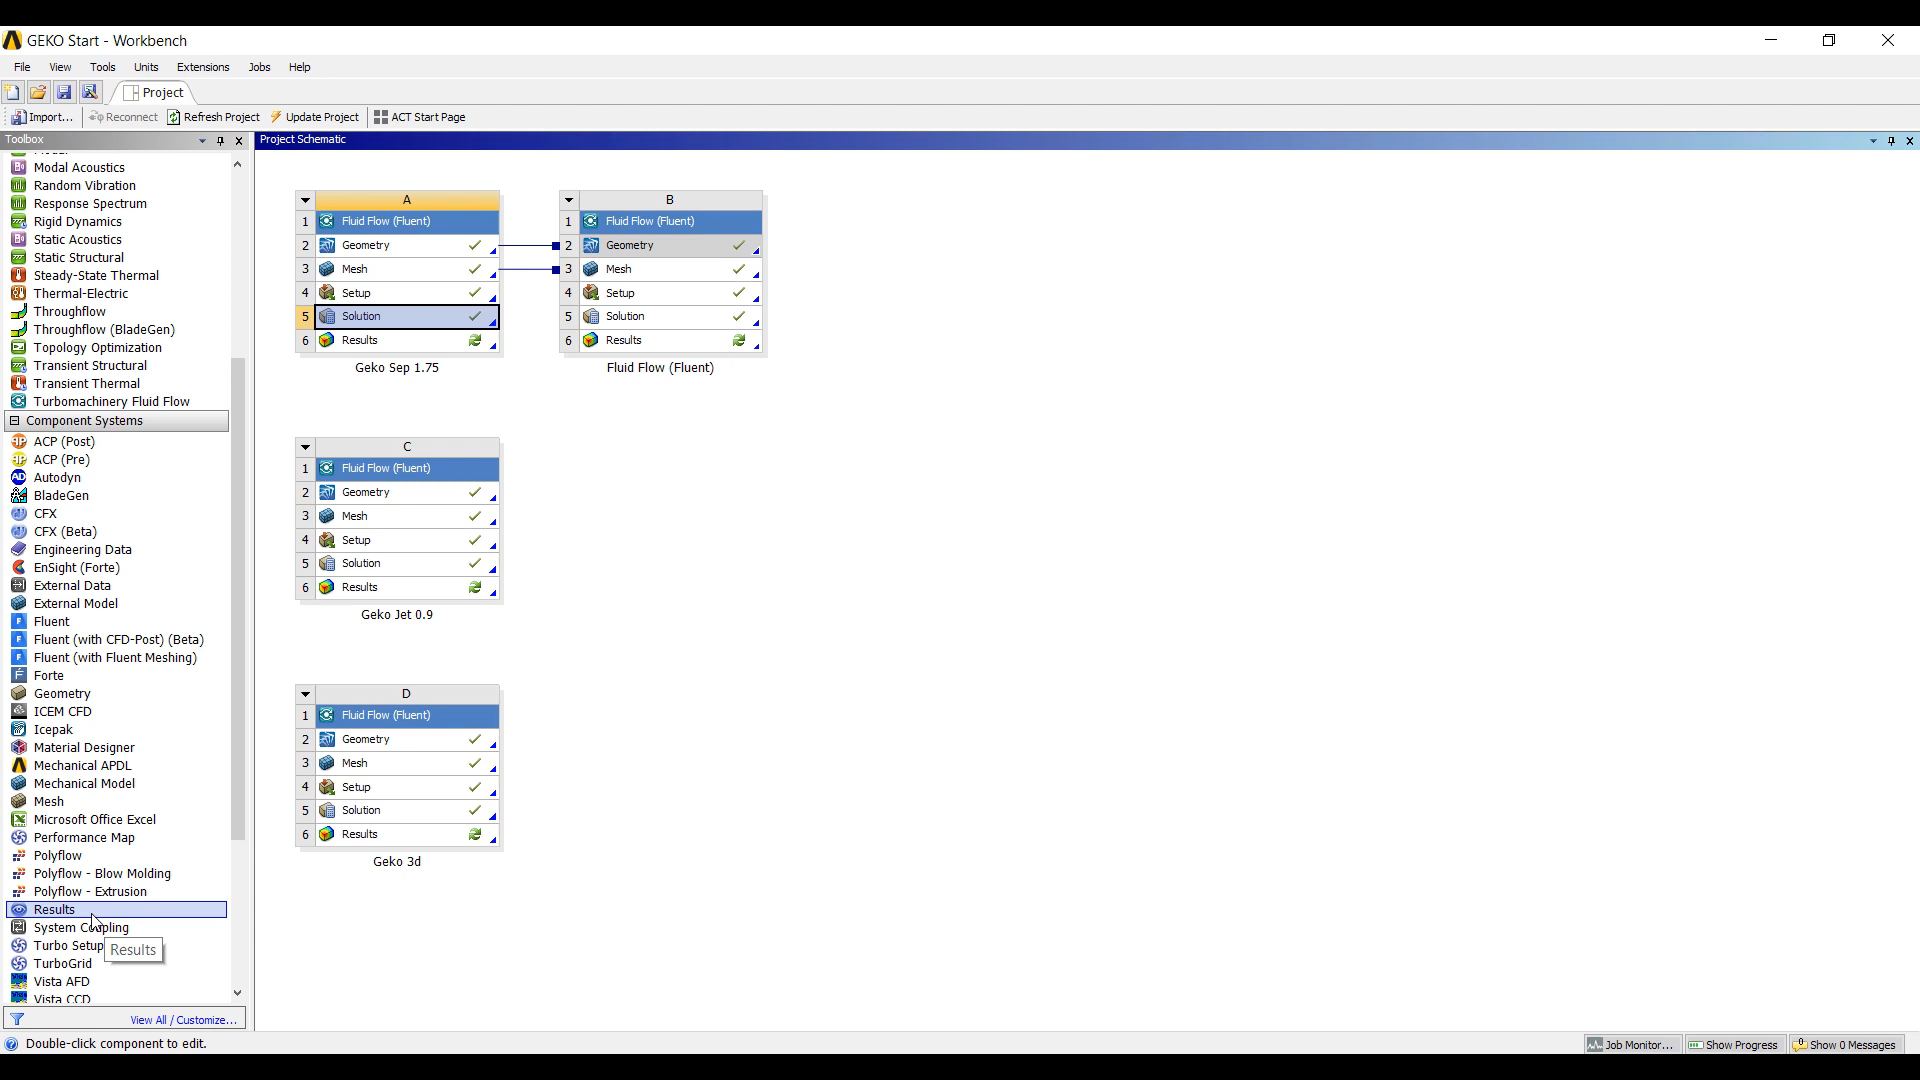 GEKO Start - Workbench
File View Tools Units Extensions Jobs Help
Project
Import... Reconnect Refresh Project Update Project ACT Start Page
Toolbox
Modal Acoustics
Random Vibration
Response Spectrum
Rigid Dynamics
Static Acoustics
Static Structural
Steady-State Thermal
Thermal-Electric
Throughflow
Throughflow (BladeGen)
Topology Optimization
Transient Structural
Transient Thermal
Turbomachinery Fluid Flow
Component Systems
ACP (Post)
ACP (Pre)
Autodyn
BladeGen
CFX
CFX (Beta)
Engineering Data
EnSight (Forte)
External Data
External Model
Fluent
Fluent (with CFD-Post) (Beta)
Fluent (with Fluent Meshing)
Forte
Geometry
ICEM CFD
Icepak
Material Designer
Mechanical APDL
Mechanical Model
Mesh
Microsoft Office Excel
Performance Map
Polyflow
Polyflow - Blow Molding
Polyflow - Extrusion
Results
System Coupling
Turbo Setup
Results
TurboGrid
Vista AFD
Vista CCD
View All / Customize...
Project Schematic
A
1 Fluid Flow (Fluent)
2 Geometry
3 Mesh
4 Setup
5 Solution
6 Results
Geko Sep 1.75
B
1 Fluid Flow (Fluent)
2 Geometry
3 Mesh
4 Setup
5 Solution
6 Results
Fluid Flow (Fluent)
C
1 Fluid Flow (Fluent)
2 Geometry
3 Mesh
4 Setup
5 Solution
6 Results
Geko Jet 0.9
D
1 Fluid Flow (Fluent)
2 Geometry
3 Mesh
4 Setup
5 Solution
6 Results
Geko 3d
Double-click component to edit.
Job Monitor... Show Progress Show 0 Messages